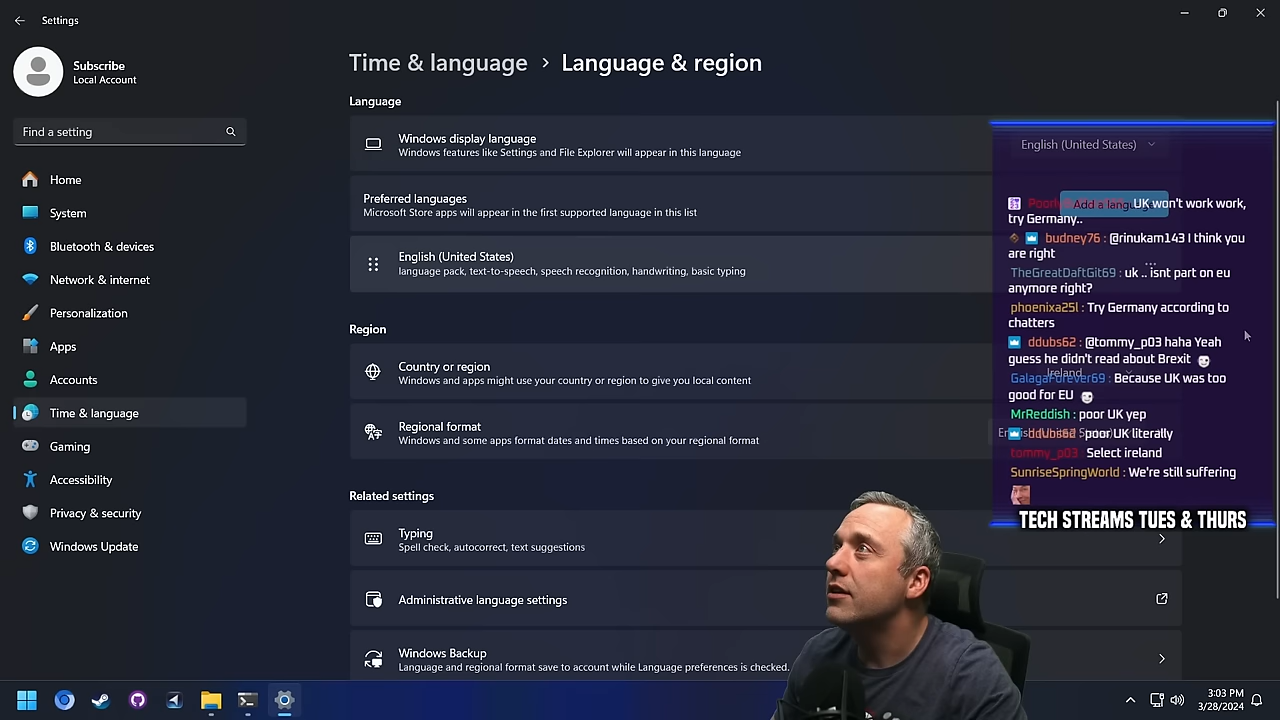 Settings
Subscribe
Local Account
Find a setting
Home
System
Bluetooth & devices
Network & internet
Personalization
Apps
Accounts
Time & language
Gaming
Accessibility
Privacy & security
Windows Update
Time & language > Language & region
Language
Windows display language
Windows features like Settings and File Explorer will appear in this language
English (United States)
Preferred languages
Microsoft Store apps will appear in the first supported language in this list
Add a language
English (United States)
language pack, text-to-speech, speech recognition, handwriting, basic typing
Region
Country or region
Windows and apps might use your country or region to give you local content
Ireland
Regional format
Windows and some apps format dates and times based on your regional format
Related settings
Typing
Spell check, autocorrect, text suggestions
Administrative language settings
Windows Backup
Language and regional format save to account while Language preferences is checked.
UK won't work work,
try Germany..
budney76 : @rinukam143 I think you
are right
TheGreatDaftGit69 : uk .. isnt part on eu
anymore right?
phoenixa25l : Try Germany according to
chatters
ddubs62 : @tommy_p03 haha Yeah
guess he didn't read about Brexit
GalagaForever69 : Because UK was too
good for EU
MrReddish : poor UK yep
ddubs62 : poor UK literally
tommy_p03 : Select ireland
SunriseSpringWorld : We're still suffering
TECH STREAMS TUES & THURS
3:03 PM
3/28/2024